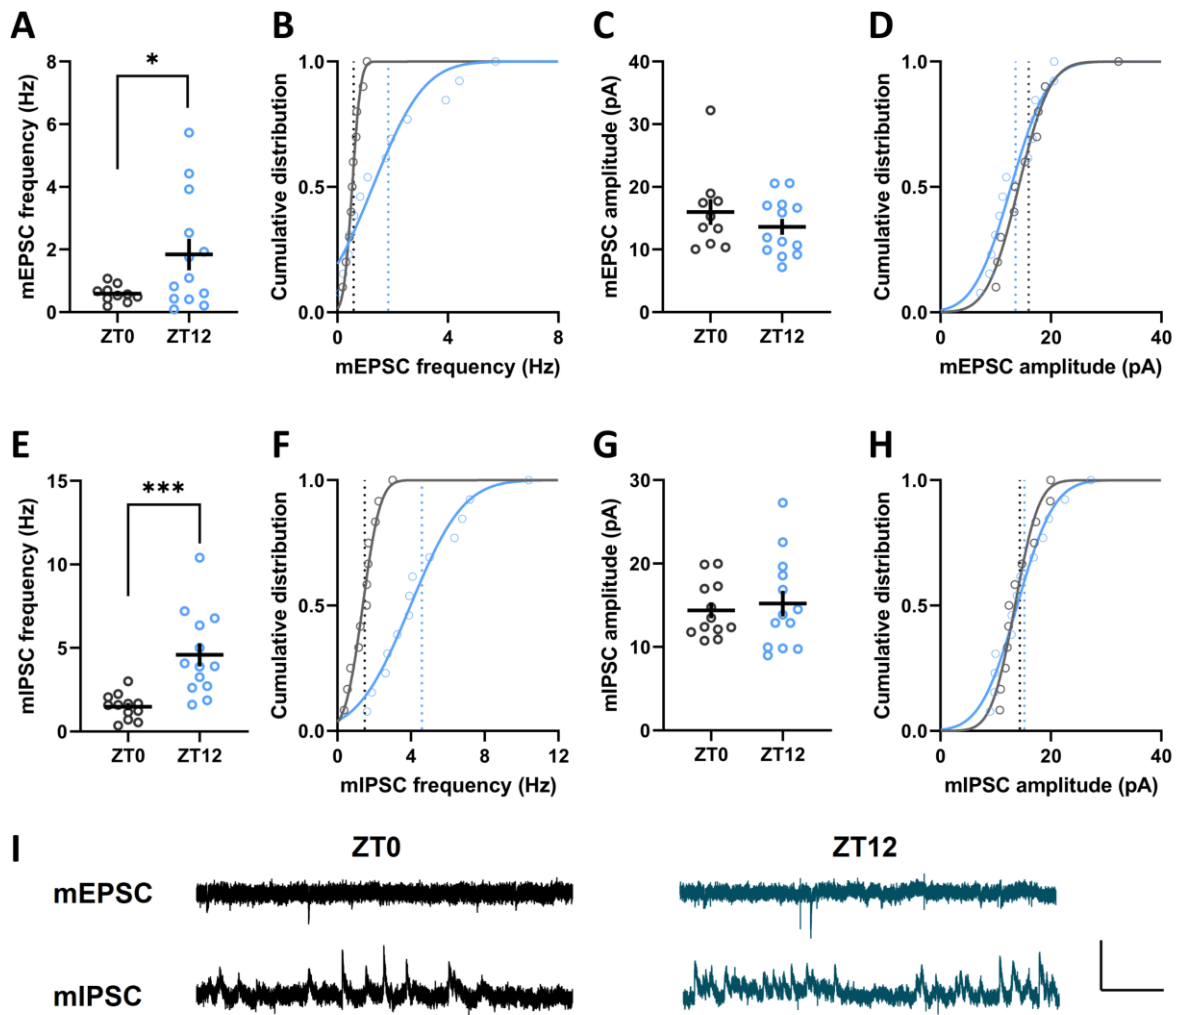 A
B
C
D
mEPSC frequency (Hz)
8
6
4
2
0
*
ZT0
ZT12
Cumulative distribution
1.0
0.5
0.0
0
4
8
mEPSC frequency (Hz)
mEPSC amplitude (pA)
40
30
20
10
0
ZT0
ZT12
Cumulative distribution
1.0
0.5
0.0
0
20
40
mEPSC amplitude (pA)
E
F
G
H
mIPSC frequency (Hz)
15
10
5
0
***
ZT0
ZT12
Cumulative distribution
1.0
0.5
0.0
0
4
8
12
mIPSC frequency (Hz)
mIPSC amplitude (pA)
30
20
10
0
ZT0
ZT12
Cumulative distribution
1.0
0.5
0.0
0
20
40
mIPSC amplitude (pA)
I
ZT0
ZT12
mEPSC
mIPSC